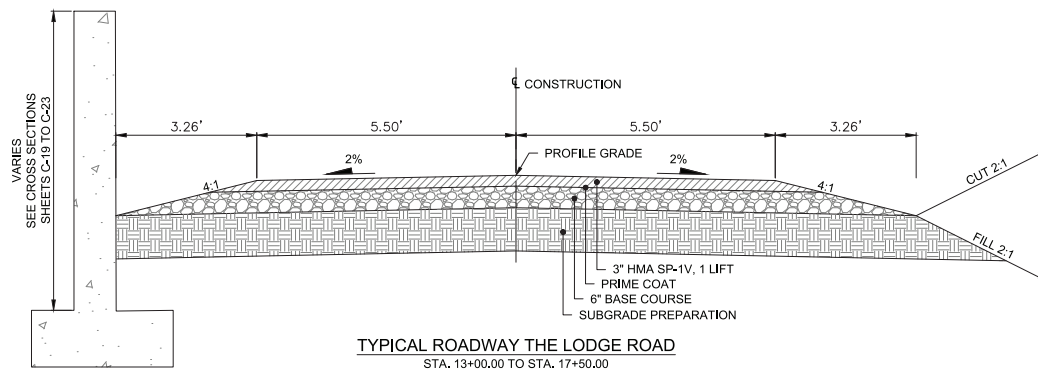 VARIES
SEE CROSS SECTIONS
SHEETS C-19 TO C-23
℄ CONSTRUCTION
3.26'
5.50'
5.50'
3.26'
PROFILE GRADE
2%
2%
4:1
4:1
CUT 2:1
FILL 2:1
3" HMA SP-1V, 1 LIFT
PRIME COAT
6" BASE COURSE
SUBGRADE PREPARATION
TYPICAL ROADWAY THE LODGE ROAD
STA. 13+00.00 TO STA. 17+50.00